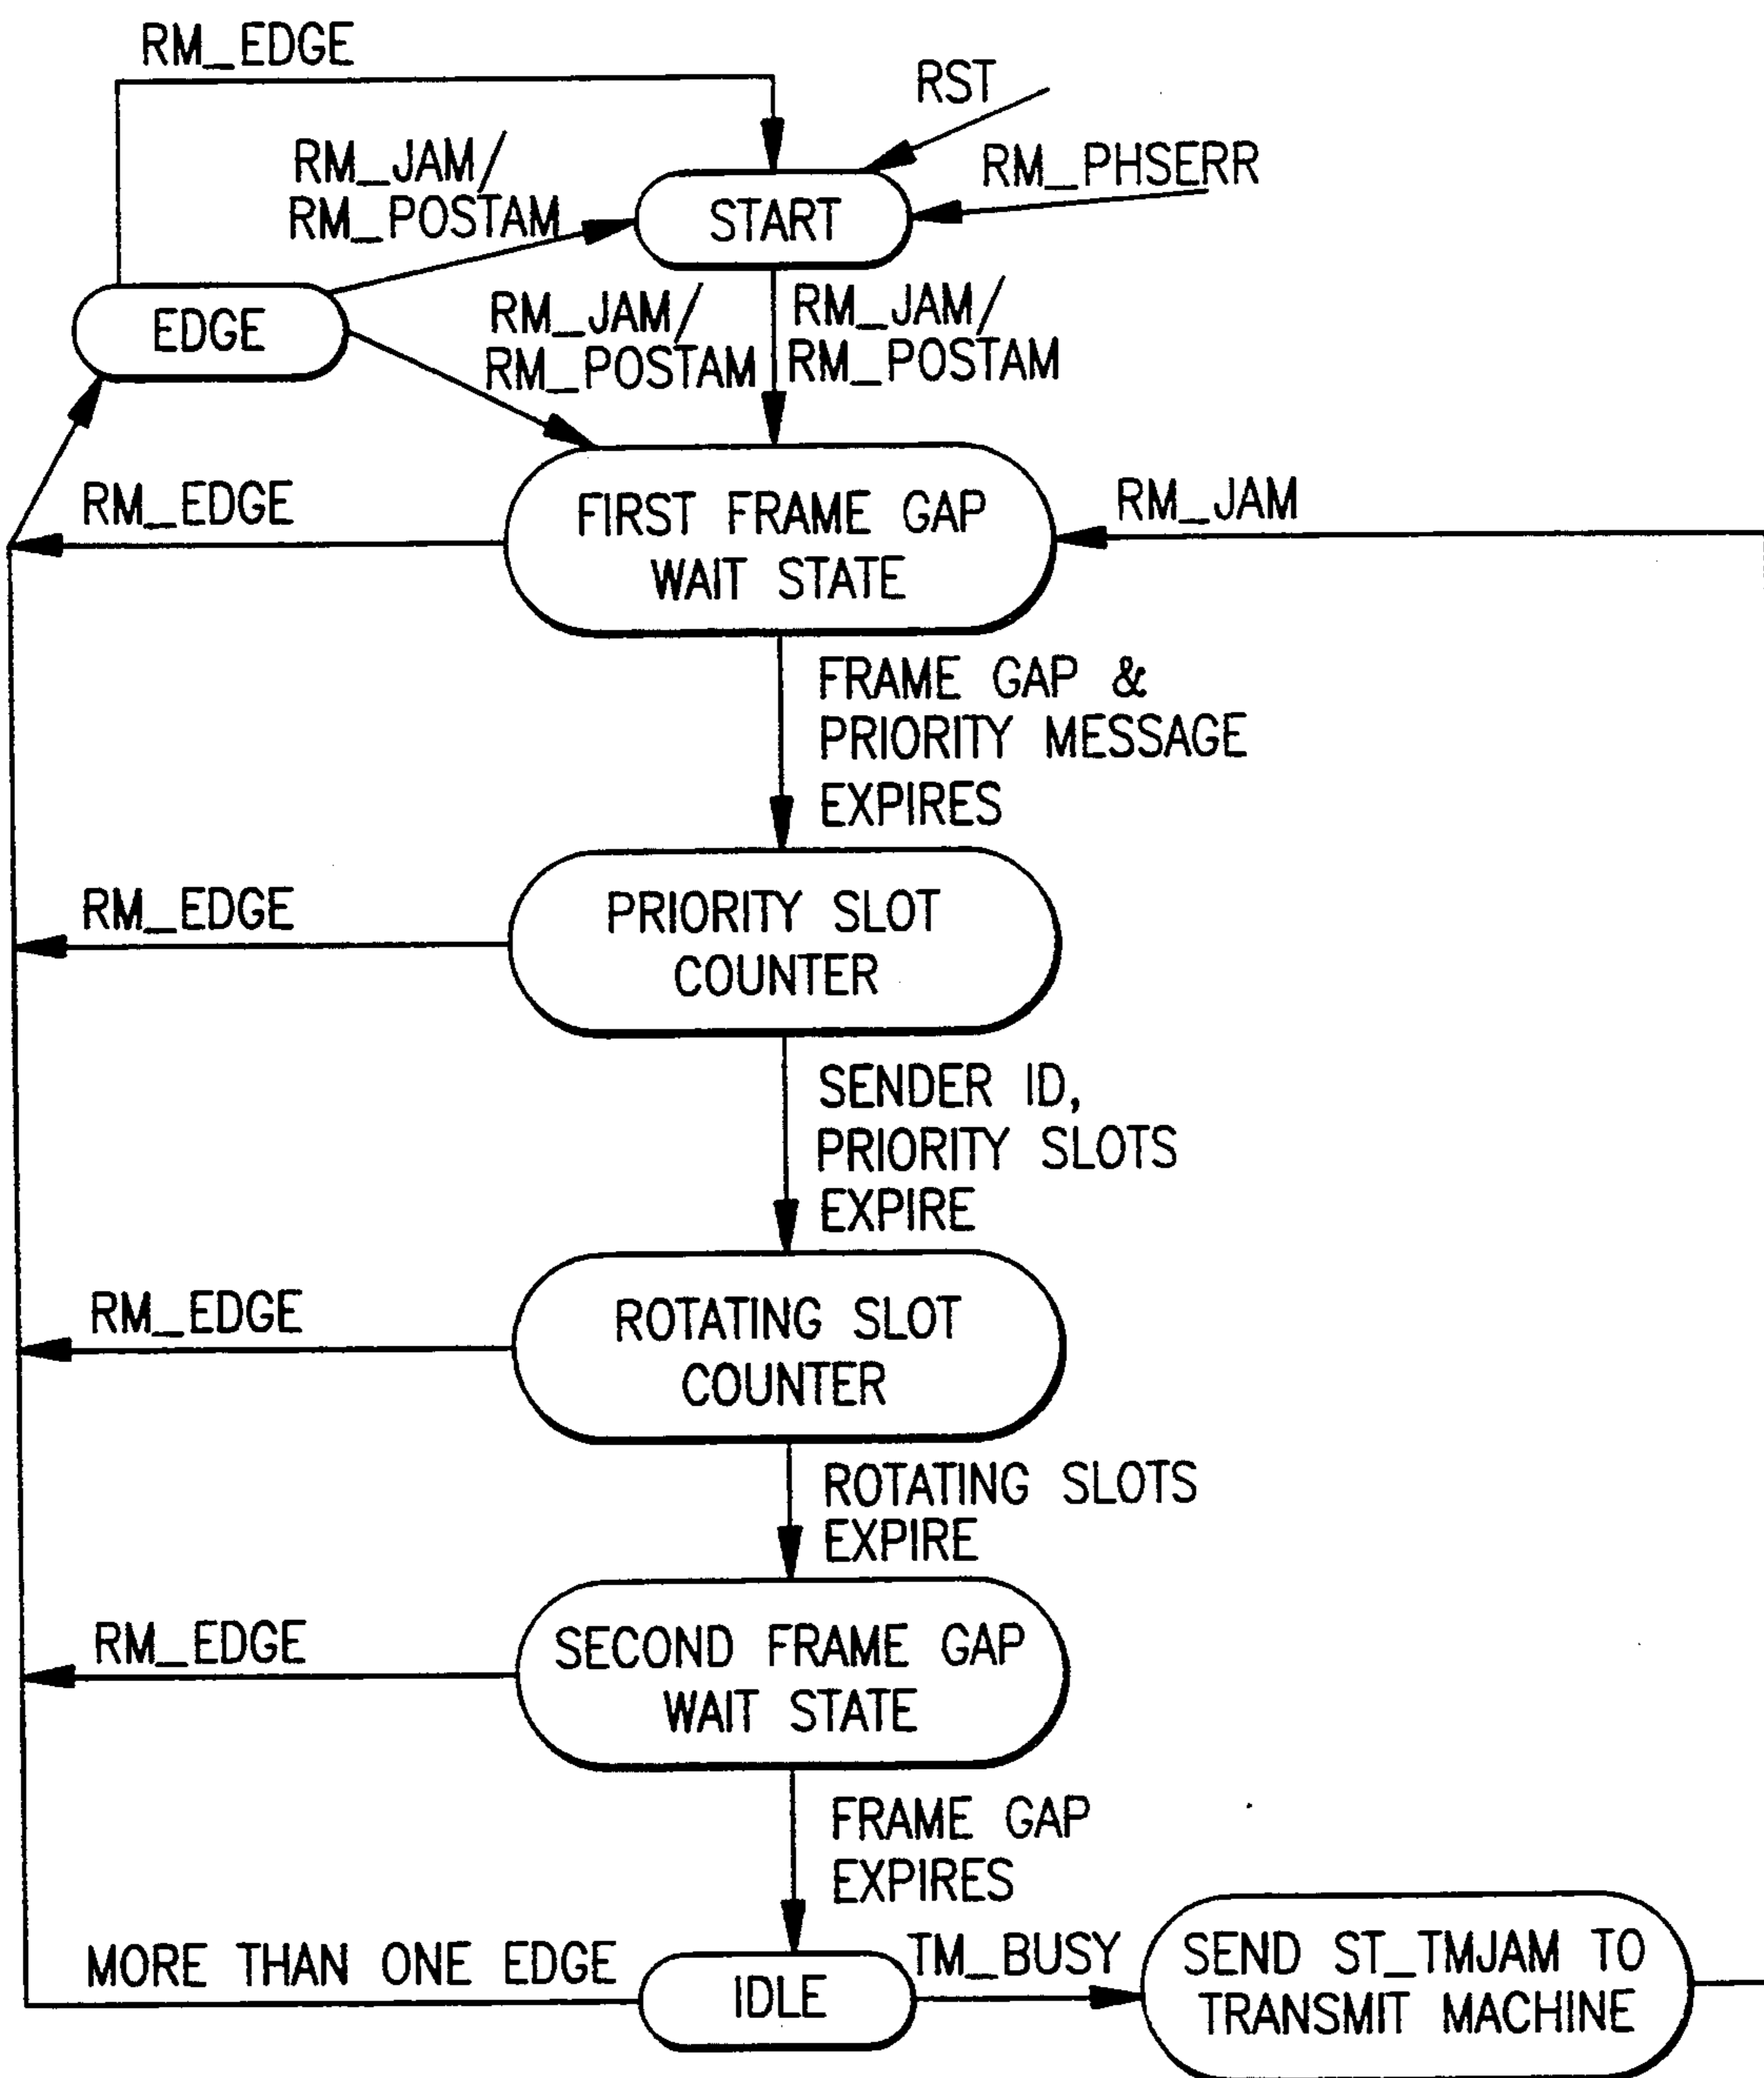 RM_EDGE
RST
RM_JAM/
RM_POSTAM
RM_PHSERR
START
EDGE
RM_JAM/
RM_POSTAM
RM_JAM/
RM_POSTAM
RM_EDGE
FIRST FRAME GAP
WAIT STATE
RM_JAM
FRAME GAP &
PRIORITY MESSAGE
EXPIRES
RM_EDGE
PRIORITY SLOT
COUNTER
SENDER ID,
PRIORITY SLOTS
EXPIRE
RM_EDGE
ROTATING SLOT
COUNTER
ROTATING SLOTS
EXPIRE
RM_EDGE
SECOND FRAME GAP
WAIT STATE
FRAME GAP
EXPIRES
MORE THAN ONE EDGE
IDLE
TM_BUSY
SEND ST_TMJAM TO
TRANSMIT MACHINE